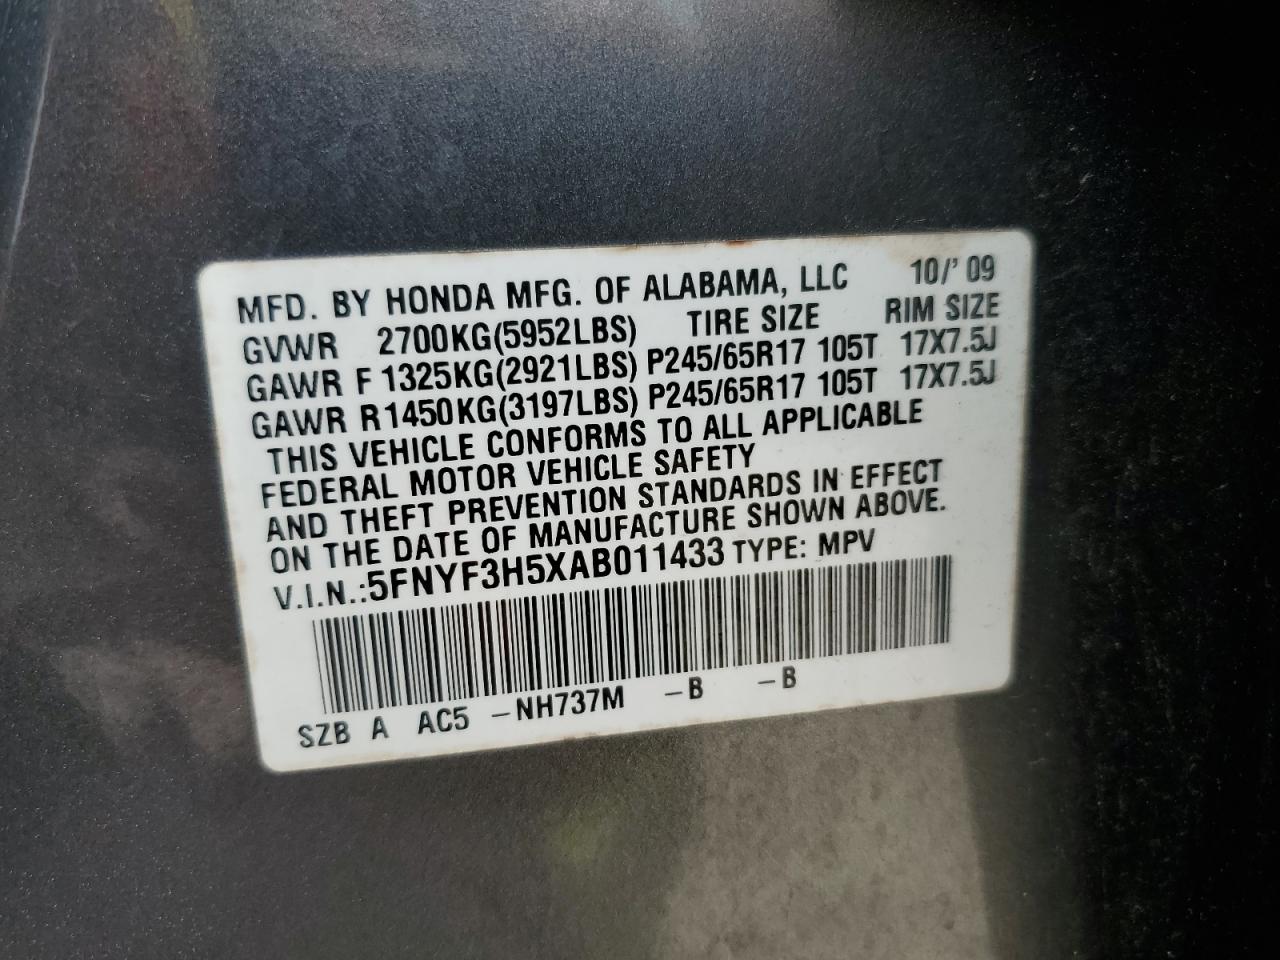 MFD. BY HONDA MFG. OF ALABAMA, LLC 10/'09
GVWR 2700KG(5952LBS) TIRE SIZE RIM SIZE
GAWR F 1325KG(2921LBS) P245/65R17 105T 17X7.5J
GAWR R 1450KG(3197LBS) P245/65R17 105T 17X7.5J
THIS VEHICLE CONFORMS TO ALL APPLICABLE
FEDERAL MOTOR VEHICLE SAFETY
AND THEFT PREVENTION STANDARDS IN EFFECT
ON THE DATE OF MANUFACTURE SHOWN ABOVE.
V.I.N.:5FNYF3H5XAB011433 TYPE: MPV
SZB A AC5 -NH737M -B -B